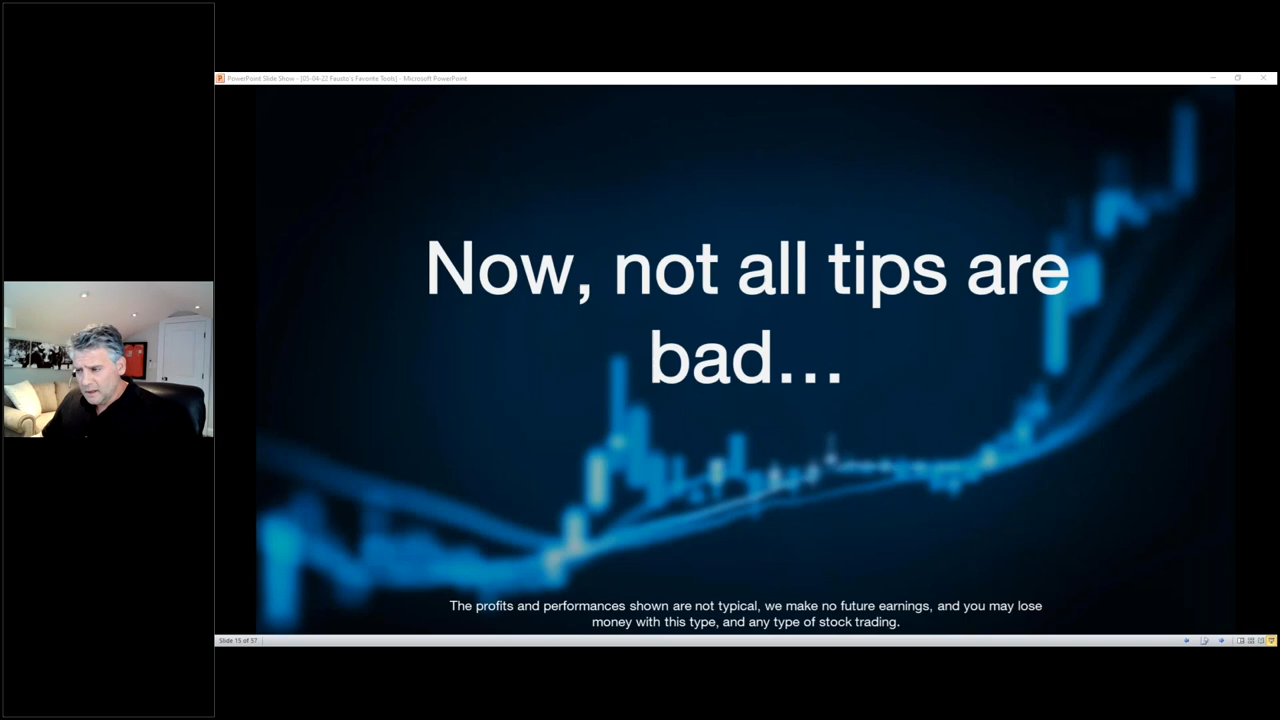 PowerPoint Slide Show - [05-04-22 Fausto's Favorite Tools] - Microsoft PowerPoint
Now, not all tips are
bad...
The profits and performances shown are not typical, we make no future earnings, and you may lose
money with this type, and any type of stock trading.
Slide 15 of 57